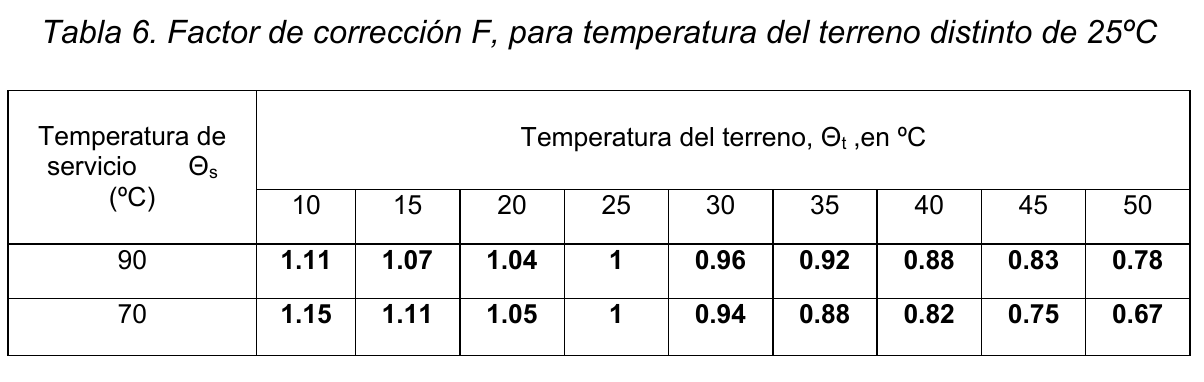 Tabla 6. Factor de corrección F, para temperatura del terreno distinto de 25ºC
Temperatura de
servicio Θs
(ºC)
Temperatura del terreno, Θt ,en ºC
10 15 20 25 30 35 40 45 50
90 1.11 1.07 1.04 1 0.96 0.92 0.88 0.83 0.78
70 1.15 1.11 1.05 1 0.94 0.88 0.82 0.75 0.67